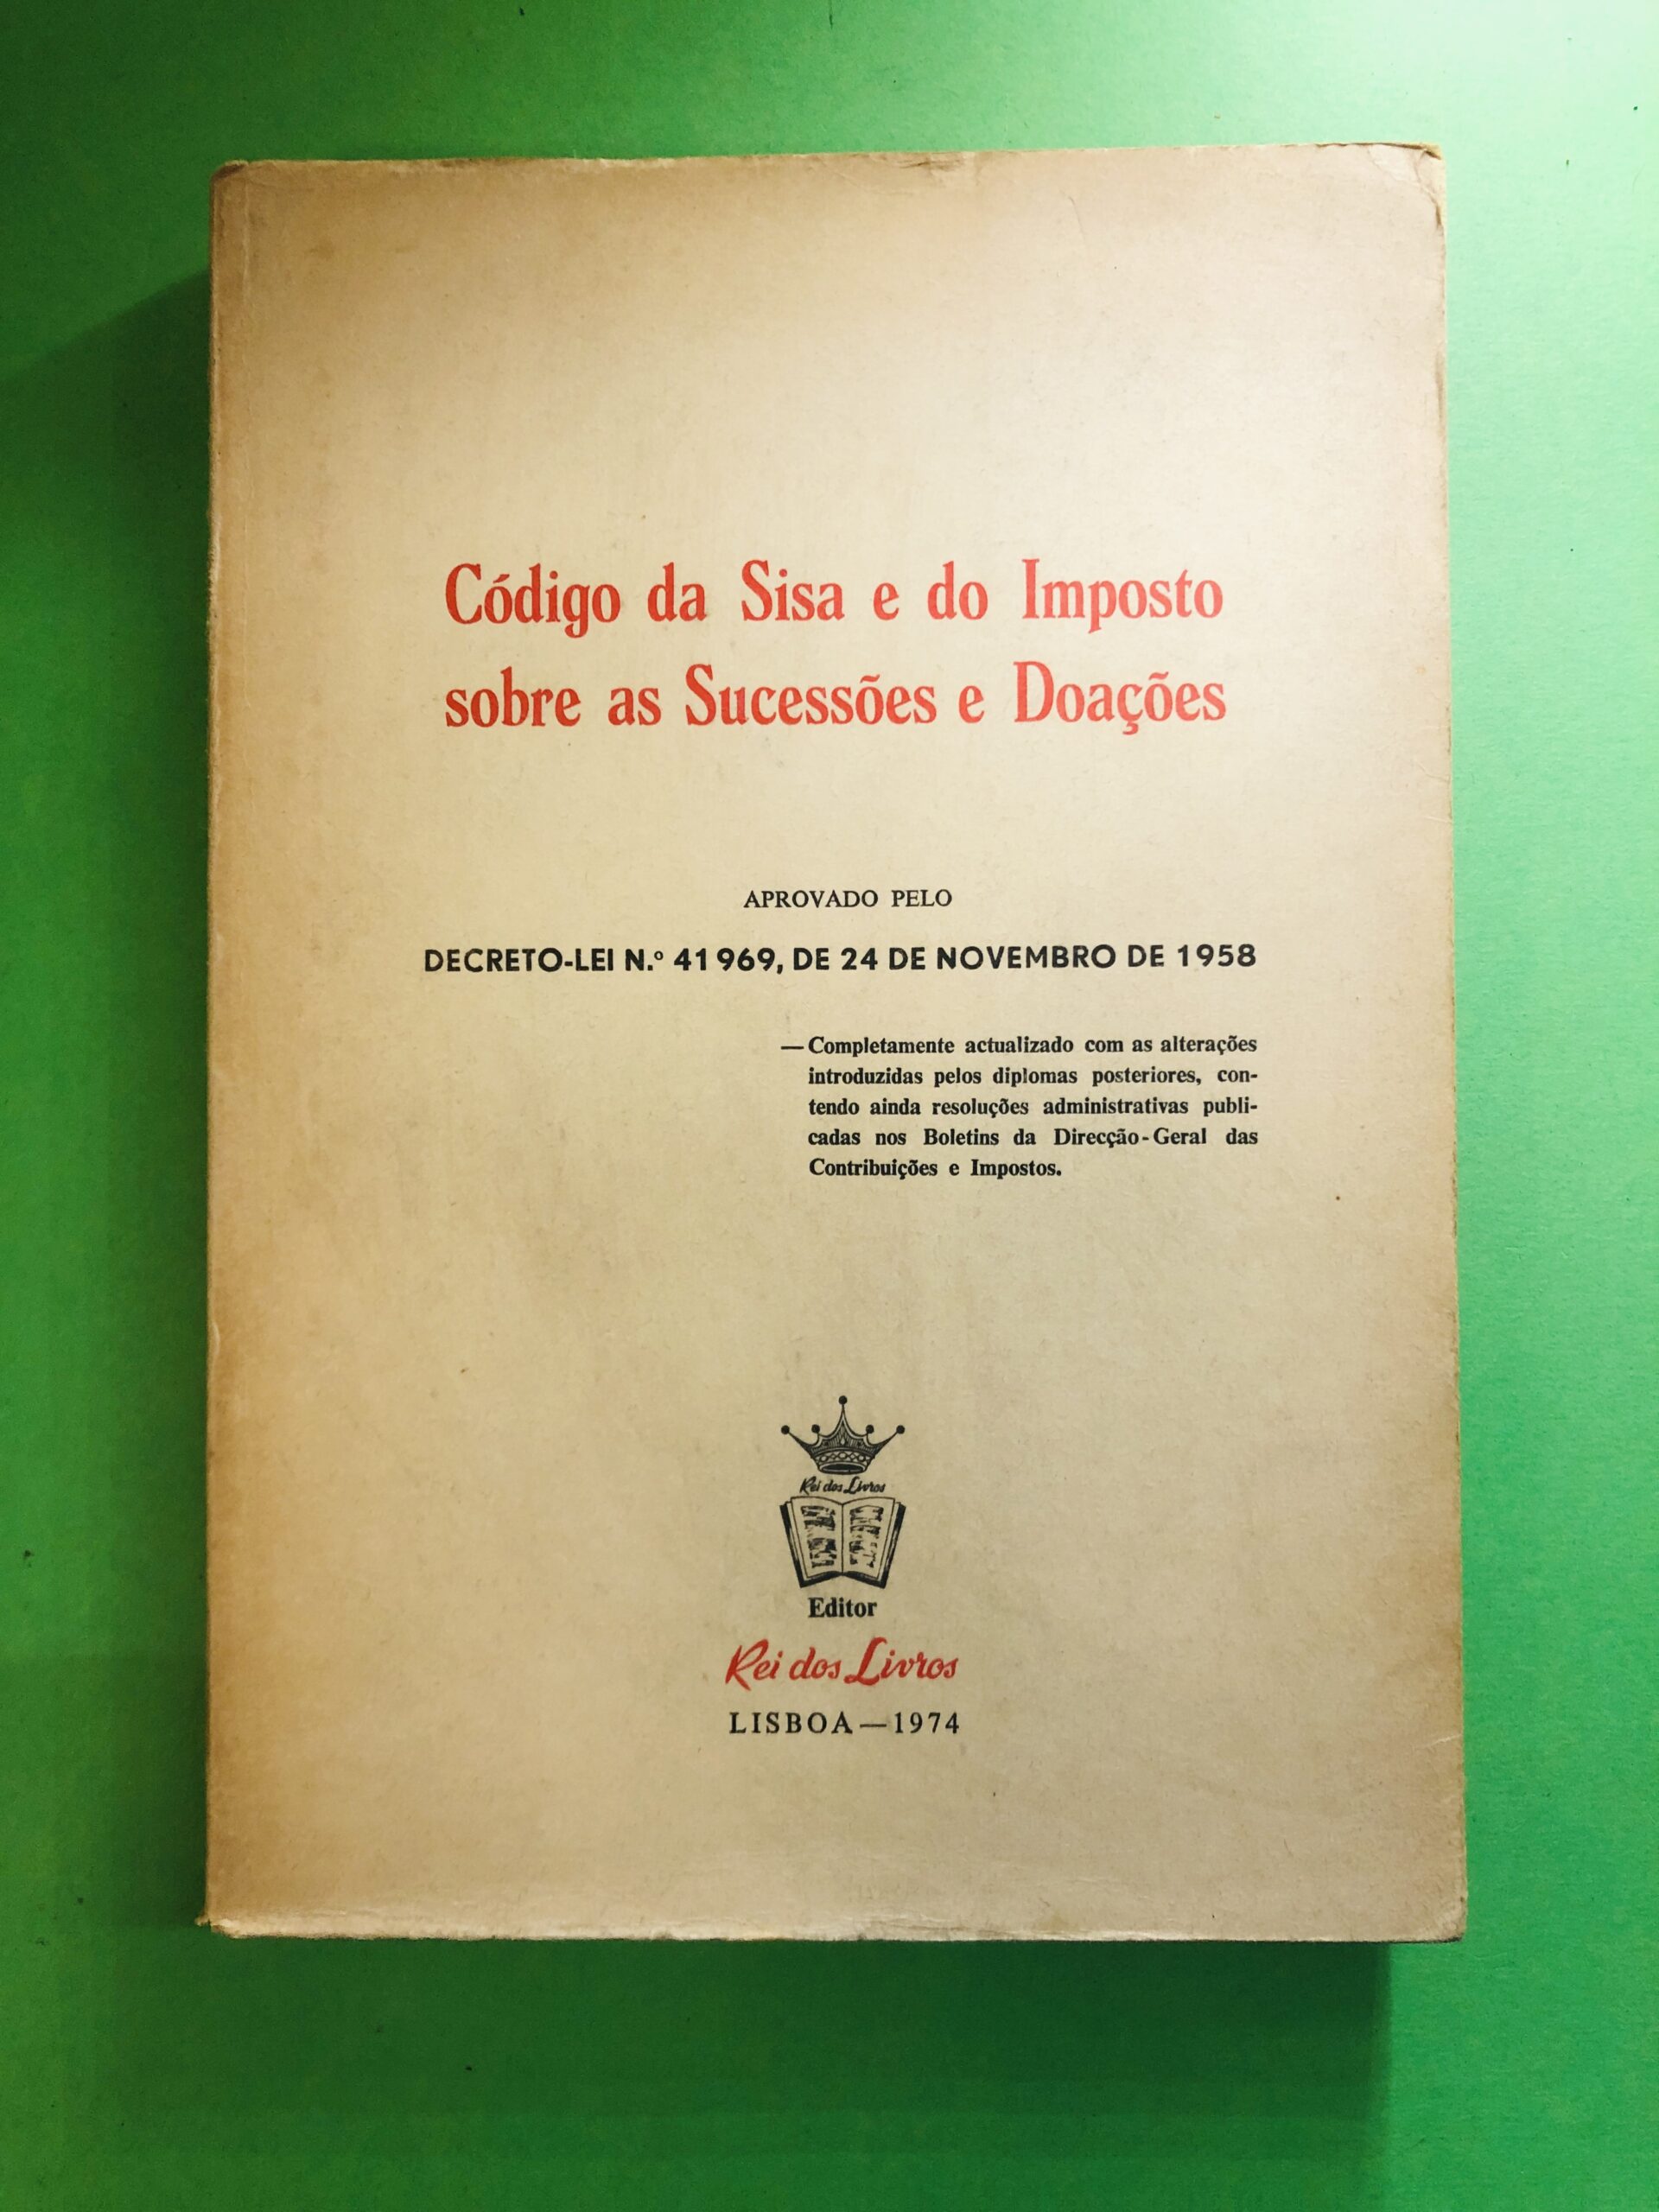 Código da Sisa e do Imposto
sobre as Sucessões e Doações
APROVADO PELO
DECRETO-LEI N.º 41 969, DE 24 DE NOVEMBRO DE 1958
— Completamente actualizado com as alterações
introduzidas pelos diplomas posteriores, con-
tendo ainda resoluções administrativas publi-
cadas nos Boletins da Direcção-Geral das
Contribuições e Impostos.
Rei dos Livros
Editor
Rei dos Livros
LISBOA — 1974